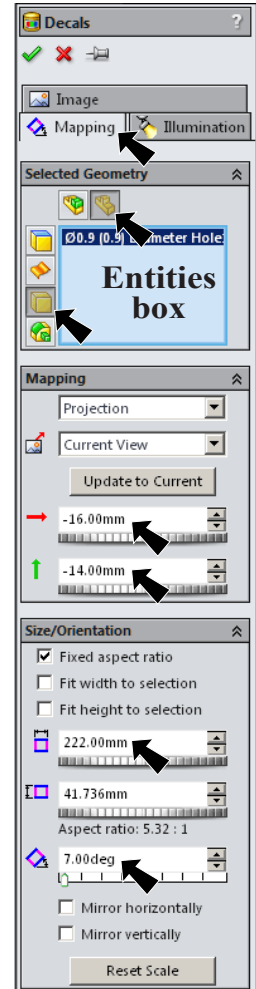 Decals ?
Image
Mapping Illumination
Selected Geometry
Ø0.9 (0.9) Diameter Hole1
Entities
box
Mapping
Projection
Current View
Update to Current
-16.00mm
-14.00mm
Size/Orientation
Fixed aspect ratio
Fit width to selection
Fit height to selection
222.00mm
41.736mm
Aspect ratio: 5.32 : 1
7.00deg
Mirror horizontally
Mirror vertically
Reset Scale